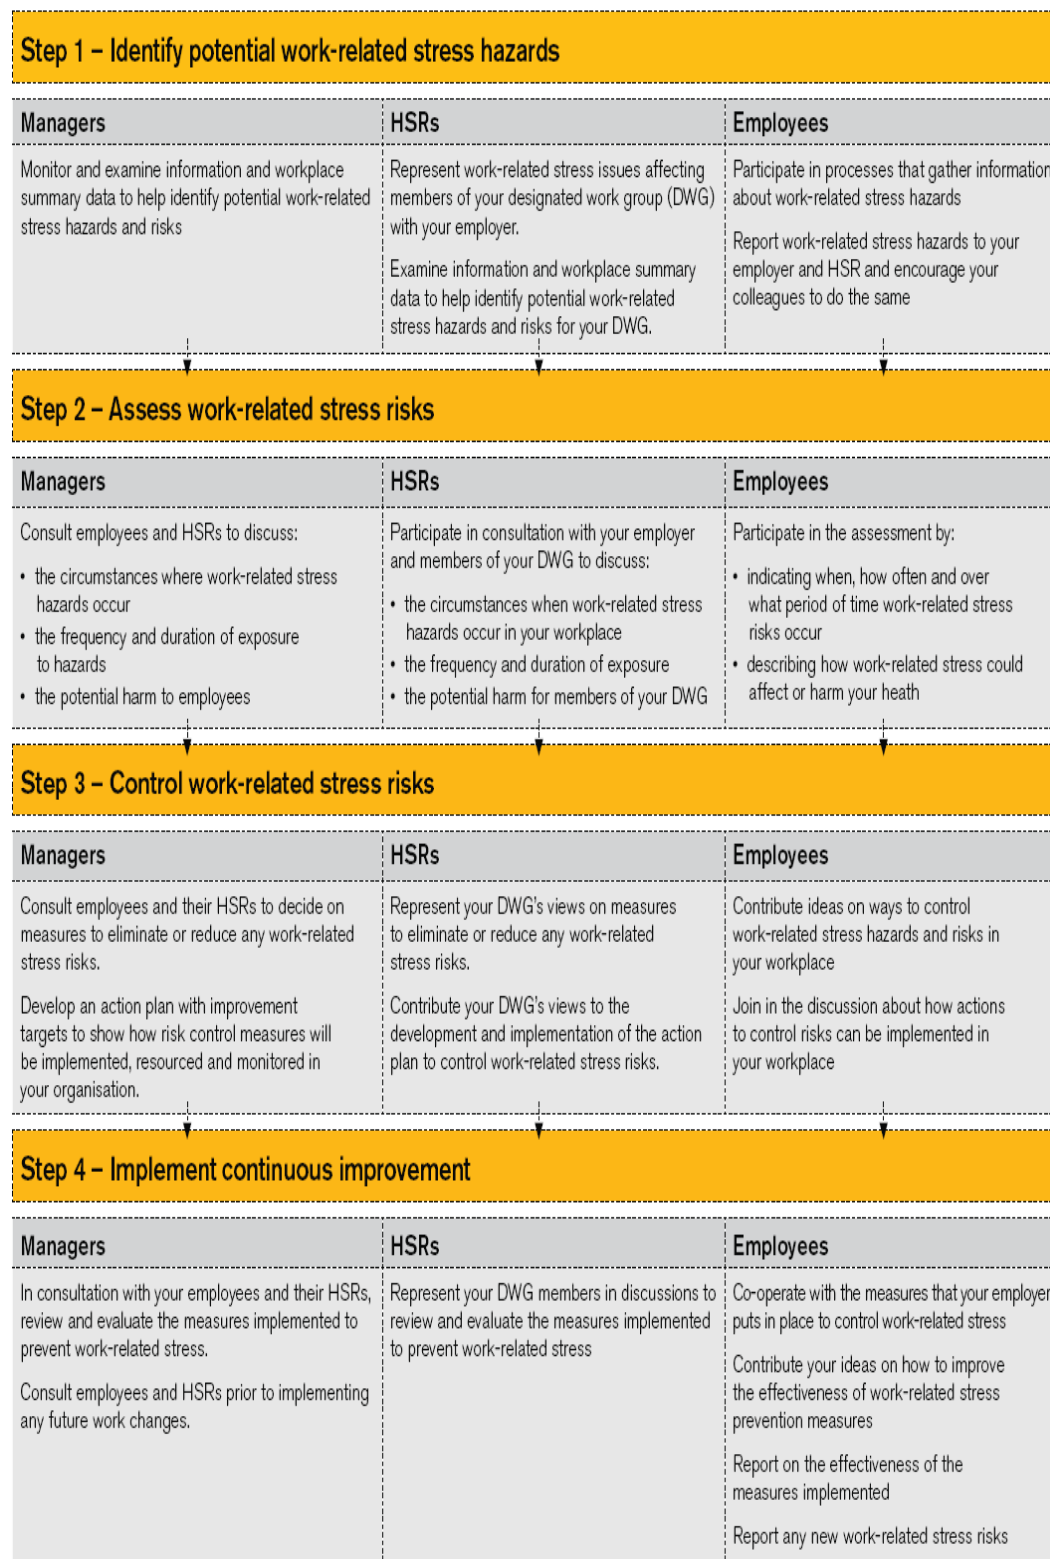 Step 1 – Identify potential work-related stress hazards
Managers
Monitor and examine information and workplace
summary data to help identify potential work-related
stress hazards and risks
HSRs
Represent work-related stress issues affecting
members of your designated work group (DWG)
with your employer.
Examine information and workplace summary
data to help identify potential work-related
stress hazards and risks for your DWG.
Employees
Participate in processes that gather information
about work-related stress hazards
Report work-related stress hazards to your
employer and HSR and encourage your
colleagues to do the same
Step 2 – Assess work-related stress risks
Managers
Consult employees and HSRs to discuss:
• the circumstances where work-related stress
hazards occur
• the frequency and duration of exposure
to hazards
• the potential harm to employees
HSRs
Participate in consultation with your employer
and members of your DWG to discuss:
• the circumstances when work-related stress
hazards occur in your workplace
• the frequency and duration of exposure
• the potential harm for members of your DWG
Employees
Participate in the assessment by:
• indicating when, how often and over
what period of time work-related stress
risks occur
• describing how work-related stress could
affect or harm your heath
Step 3 – Control work-related stress risks
Managers
Consult employees and their HSRs to decide on
measures to eliminate or reduce any work-related
stress risks.
Develop an action plan with improvement
targets to show how risk control measures will
be implemented, resourced and monitored in
your organisation.
HSRs
Represent your DWG's views on measures
to eliminate or reduce any work-related
stress risks.
Contribute your DWG's views to the
development and implementation of the action
plan to control work-related stress risks.
Employees
Contribute ideas on ways to control
work-related stress hazards and risks in
your workplace
Join in the discussion about how actions
to control risks can be implemented in
your workplace
Step 4 – Implement continuous improvement
Managers
In consultation with your employees and their HSRs,
review and evaluate the measures implemented to
prevent work-related stress.
Consult employees and HSRs prior to implementing
any future work changes.
HSRs
Represent your DWG members in discussions to
review and evaluate the measures implemented
to prevent work-related stress
Employees
Co-operate with the measures that your employer
puts in place to control work-related stress
Contribute your ideas on how to improve
the effectiveness of work-related stress
prevention measures
Report on the effectiveness of the
measures implemented
Report any new work-related stress risks